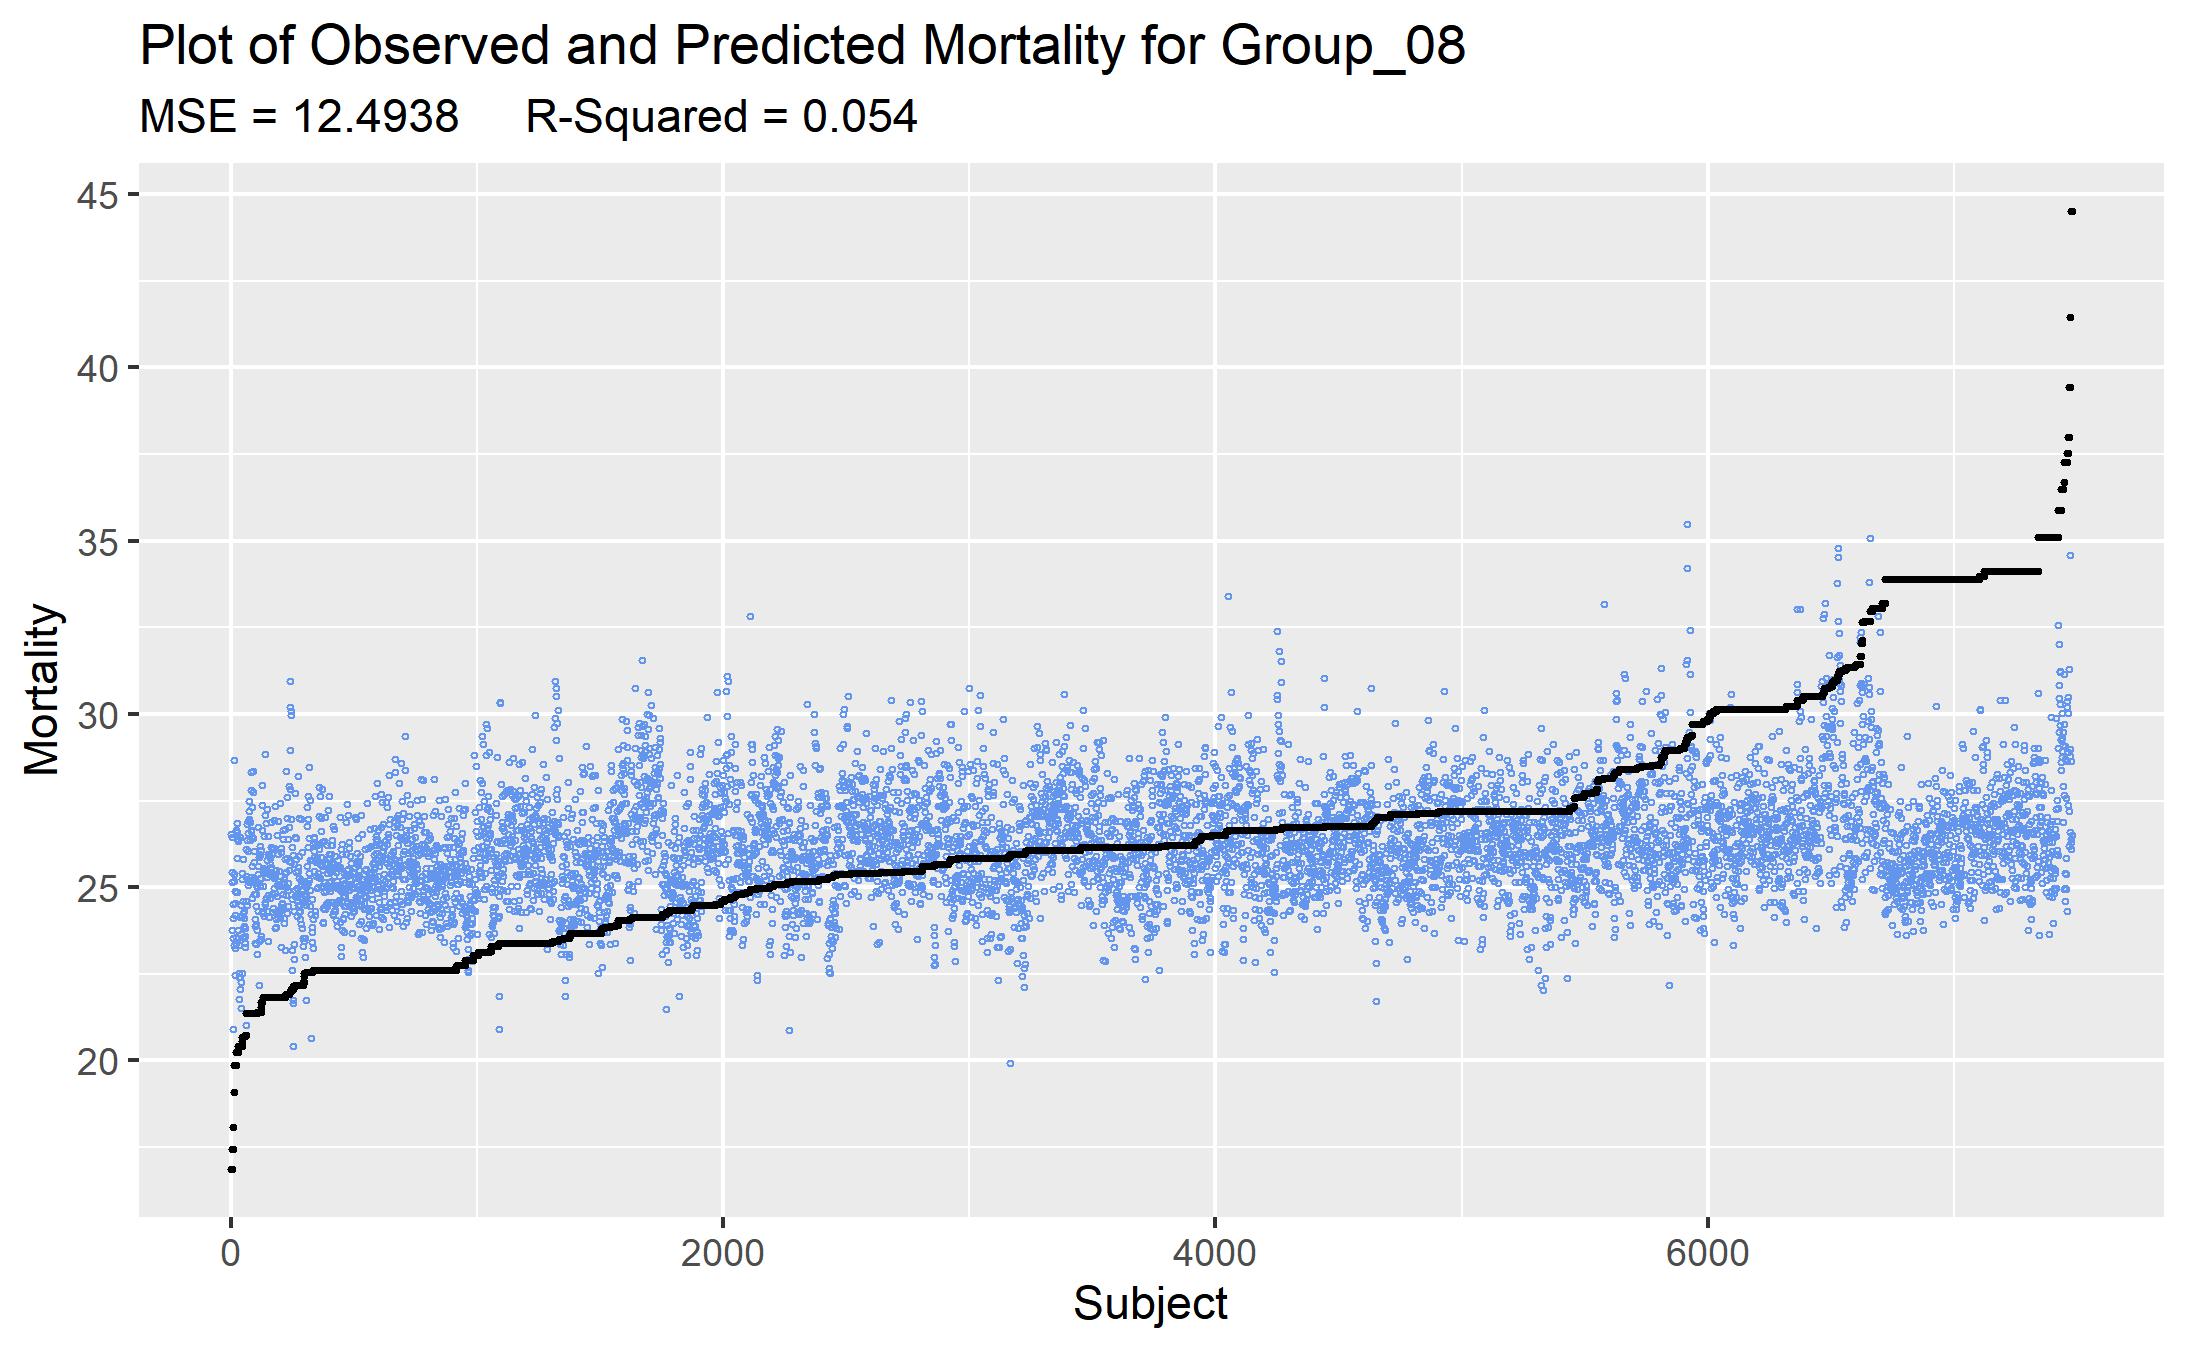 Plot of Observed and Predicted Mortality for Group_08
MSE = 12.4938 R-Squared = 0.054
45
40
35
30
25
20
Mortality
0 2000 4000 6000
Subject